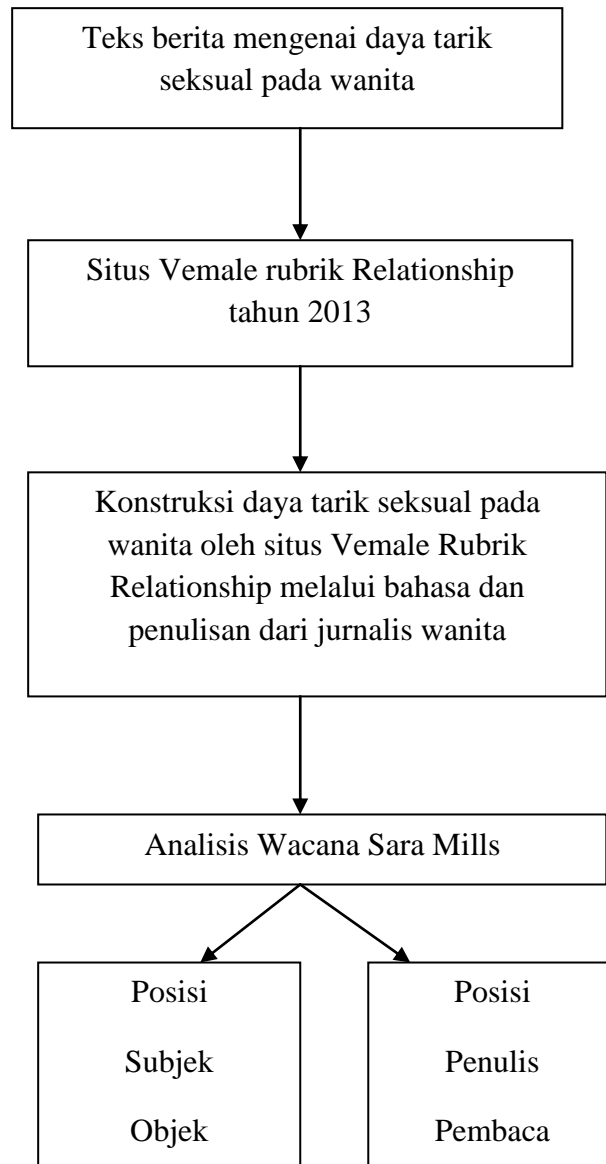 Teks berita mengenai daya tarik
seksual pada wanita
Situs Vemale rubrik Relationship
tahun 2013
Konstruksi daya tarik seksual pada
wanita oleh situs Vemale Rubrik
Relationship melalui bahasa dan
penulisan dari jurnalis wanita
Analisis Wacana Sara Mills
Posisi
Subjek
Objek
Posisi
Penulis
Pembaca